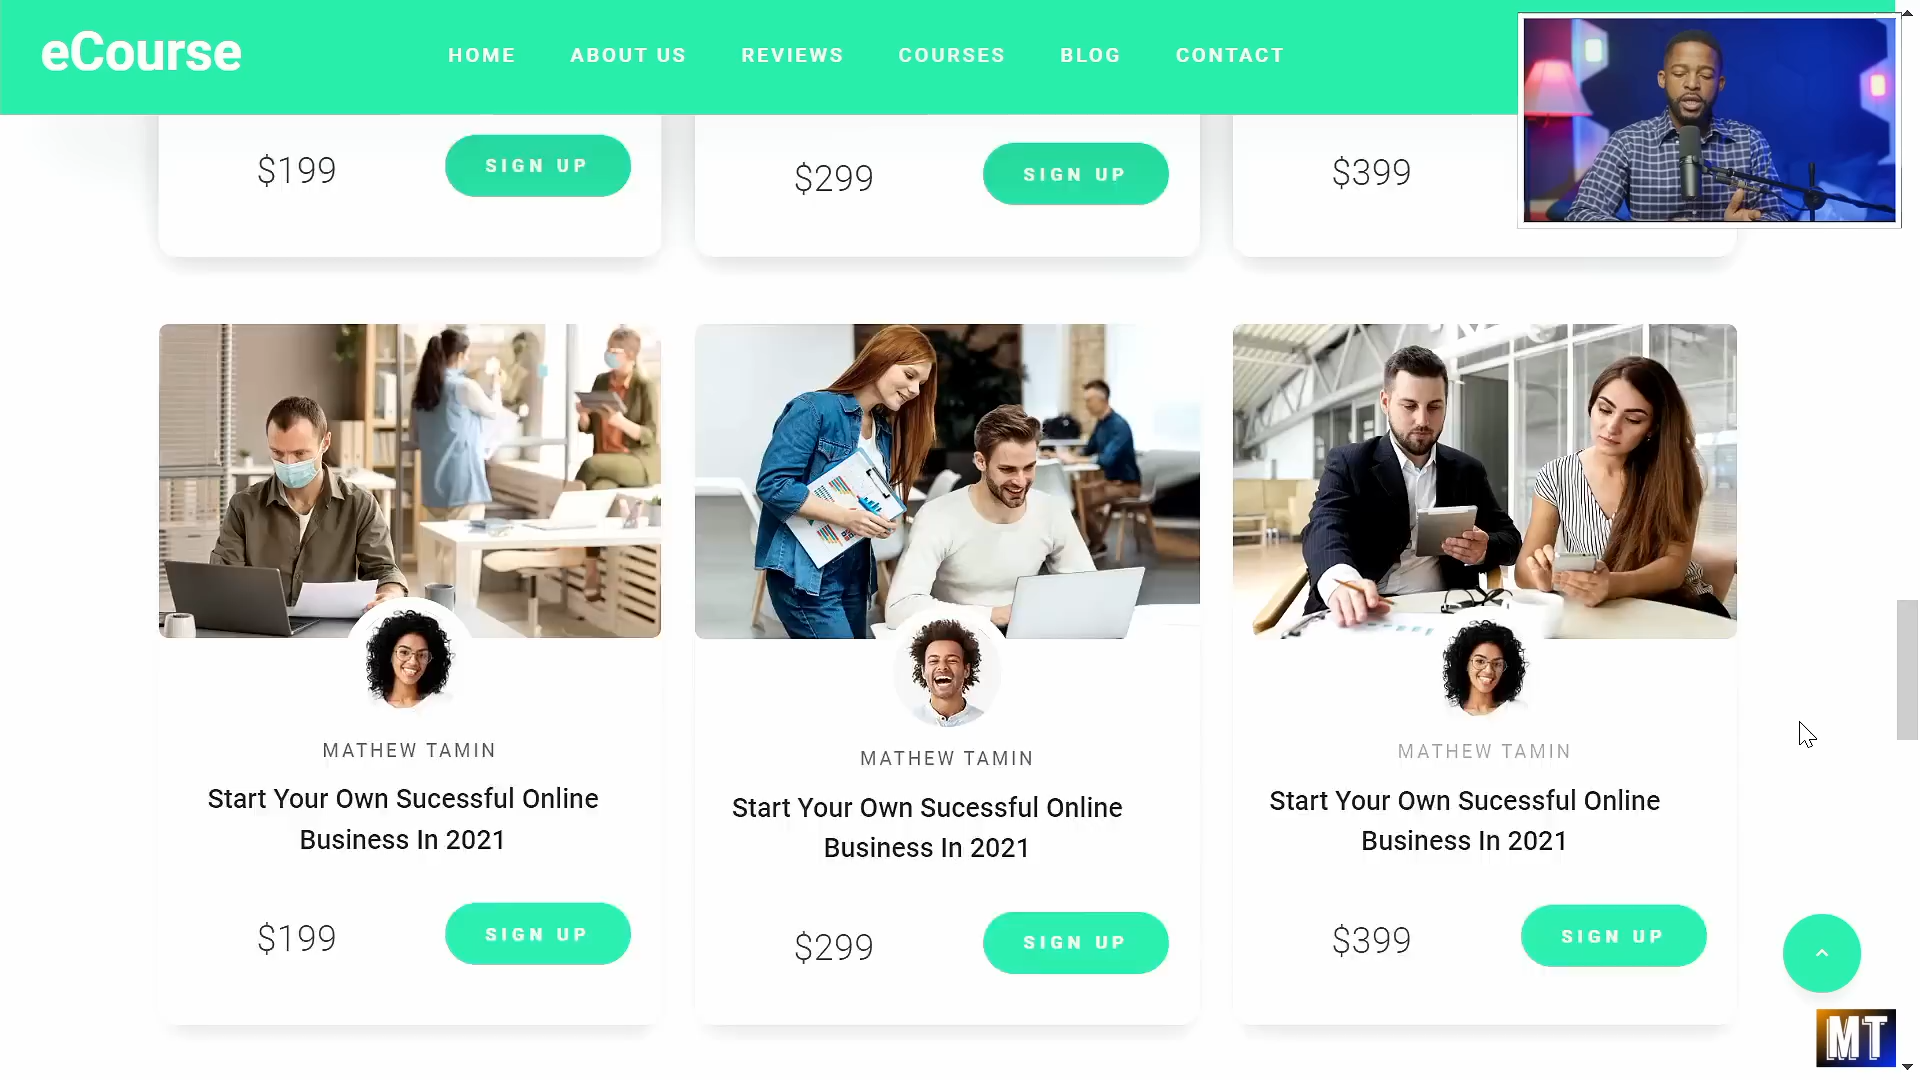 eCourse
HOME ABOUT US REVIEWS COURSES BLOG CONTACT
$199 SIGN UP
$299 SIGN UP
$399
MATHEW TAMIN
Start Your Own Sucessful Online
Business In 2021
$199 SIGN UP
MATHEW TAMIN
Start Your Own Sucessful Online
Business In 2021
$299 SIGN UP
MATHEW TAMIN
Start Your Own Sucessful Online
Business In 2021
$399 SIGN UP
MT